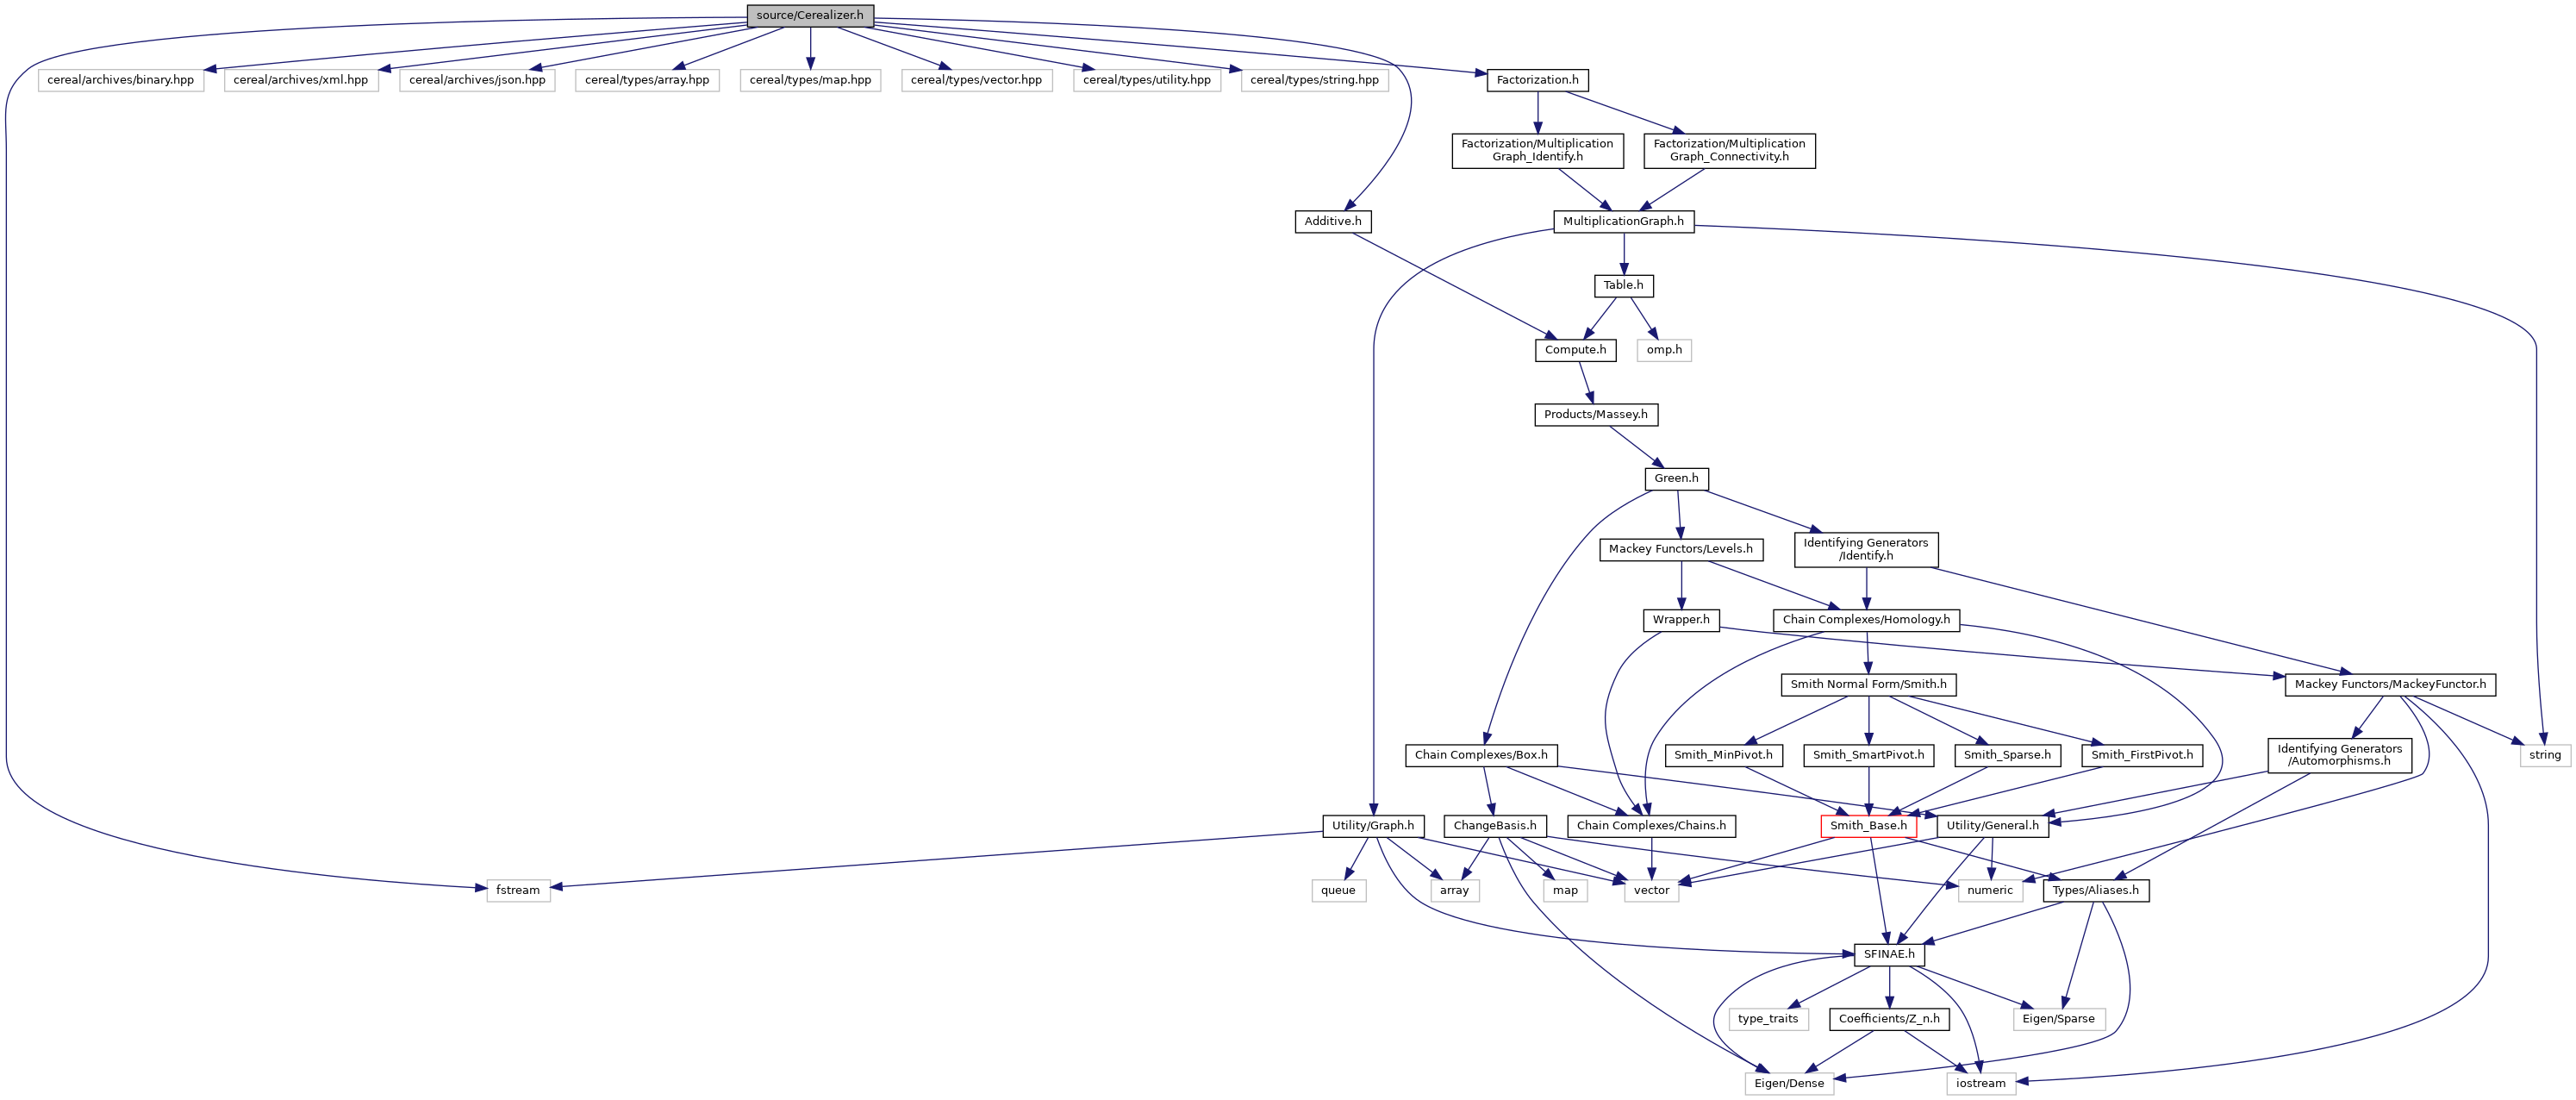 source/Cerealizer.h
cereal/archives/binary.hpp
cereal/archives/xml.hpp
cereal/archives/json.hpp
cereal/types/array.hpp
cereal/types/map.hpp
cereal/types/vector.hpp
cereal/types/utility.hpp
cereal/types/string.hpp
Factorization.h
Factorization/Multiplication
Graph_Identify.h
Factorization/Multiplication
Graph_Connectivity.h
Additive.h
MultiplicationGraph.h
Table.h
Compute.h
omp.h
Products/Massey.h
Green.h
Mackey Functors/Levels.h
Identifying Generators
/Identify.h
Wrapper.h
Chain Complexes/Homology.h
Smith Normal Form/Smith.h
Mackey Functors/MackeyFunctor.h
Chain Complexes/Box.h
Smith_MinPivot.h
Smith_SmartPivot.h
Smith_Sparse.h
Smith_FirstPivot.h
Identifying Generators
/Automorphisms.h
string
Utility/Graph.h
ChangeBasis.h
Chain Complexes/Chains.h
Smith_Base.h
Utility/General.h
fstream
queue
array
map
vector
numeric
Types/Aliases.h
SFINAE.h
type_traits
Coefficients/Z_n.h
Eigen/Sparse
Eigen/Dense
iostream